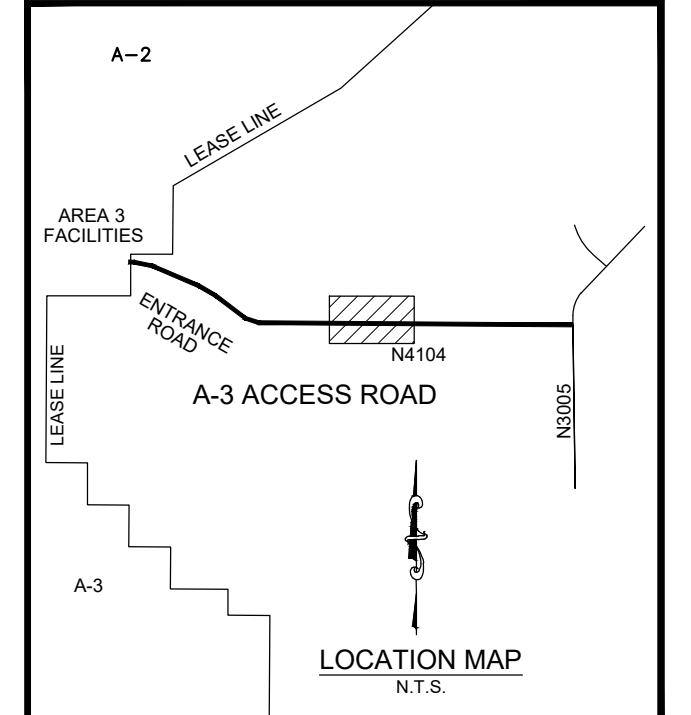 A-2
LEASE LINE
AREA 3
FACILITIES
ENTRANCE
ROAD
N4104
LEASE LINE
A-3 ACCESS ROAD
N3005
A-3
LOCATION MAP
N.T.S.